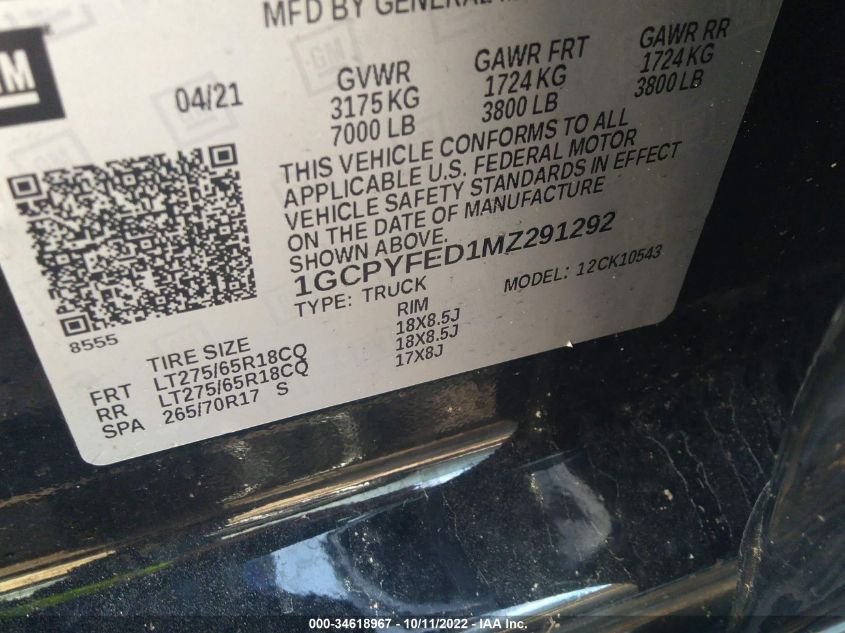 MFD BY GENERAL
GM
04/21
GVWR
3175 KG
7000 LB
GAWR FRT
1724 KG
3800 LB
GAWR RR
1724 KG
3800 LB
THIS VEHICLE CONFORMS TO ALL
APPLICABLE U.S. FEDERAL MOTOR
VEHICLE SAFETY STANDARDS IN EFFECT
ON THE DATE OF MANUFACTURE
SHOWN ABOVE.
1GCPYFED1MZ291292
TYPE: TRUCK
MODEL: 12CK10543
8555
TIRE SIZE RIM
FRT LT275/65R18CQ 18X8.5J
RR LT275/65R18CQ 18X8.5J
SPA 265/70R17 S 17X8J
000-34618967 - 10/11/2022 - IAA Inc.